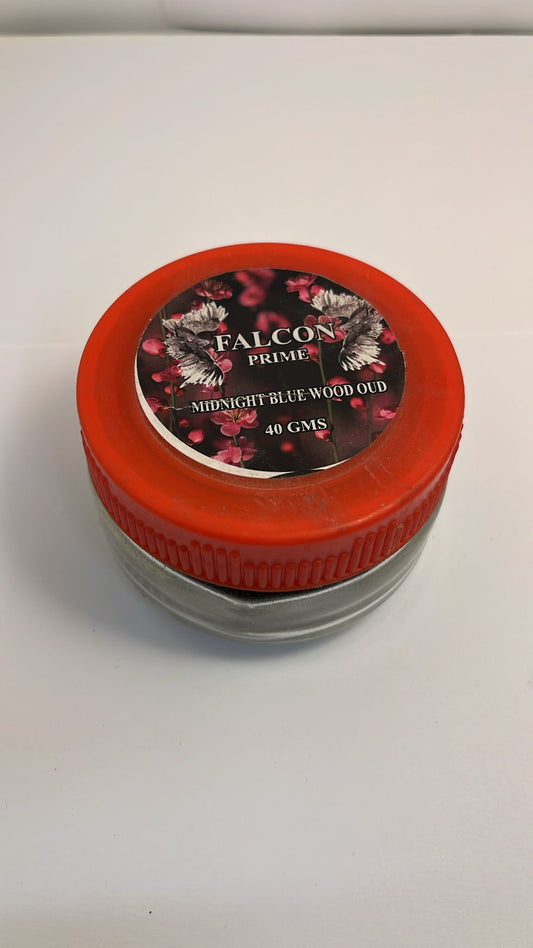 FALCON
PRIME
MIDNIGHT BLUE WOOD OUD
40 GMS